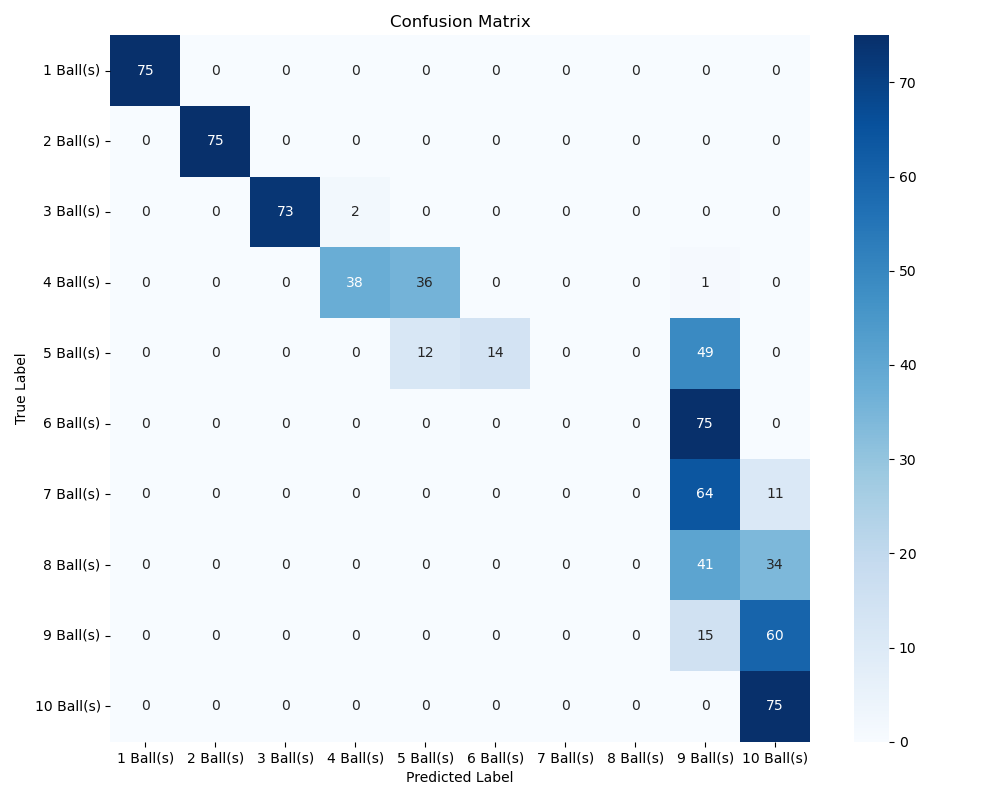 Confusion Matrix
1 Ball(s) 75 0 0 0 0 0 0 0 0 0
2 Ball(s) 0 75 0 0 0 0 0 0 0 0
3 Ball(s) 0 0 73 2 0 0 0 0 0 0
4 Ball(s) 0 0 0 38 36 0 0 0 1 0
5 Ball(s) 0 0 0 0 12 14 0 0 49 0
6 Ball(s) 0 0 0 0 0 0 0 0 75 0
7 Ball(s) 0 0 0 0 0 0 0 0 64 11
8 Ball(s) 0 0 0 0 0 0 0 0 41 34
9 Ball(s) 0 0 0 0 0 0 0 0 15 60
10 Ball(s) 0 0 0 0 0 0 0 0 0 75
1 Ball(s) 2 Ball(s) 3 Ball(s) 4 Ball(s) 5 Ball(s) 6 Ball(s) 7 Ball(s) 8 Ball(s) 9 Ball(s) 10 Ball(s)
Predicted Label
True Label
70
60
50
40
30
20
10
0